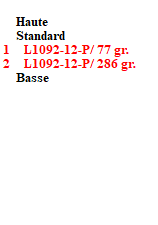 Haute
Standard
1 L1092-12-P/ 77 gr.
2 L1092-12-P/ 286 gr.
Basse